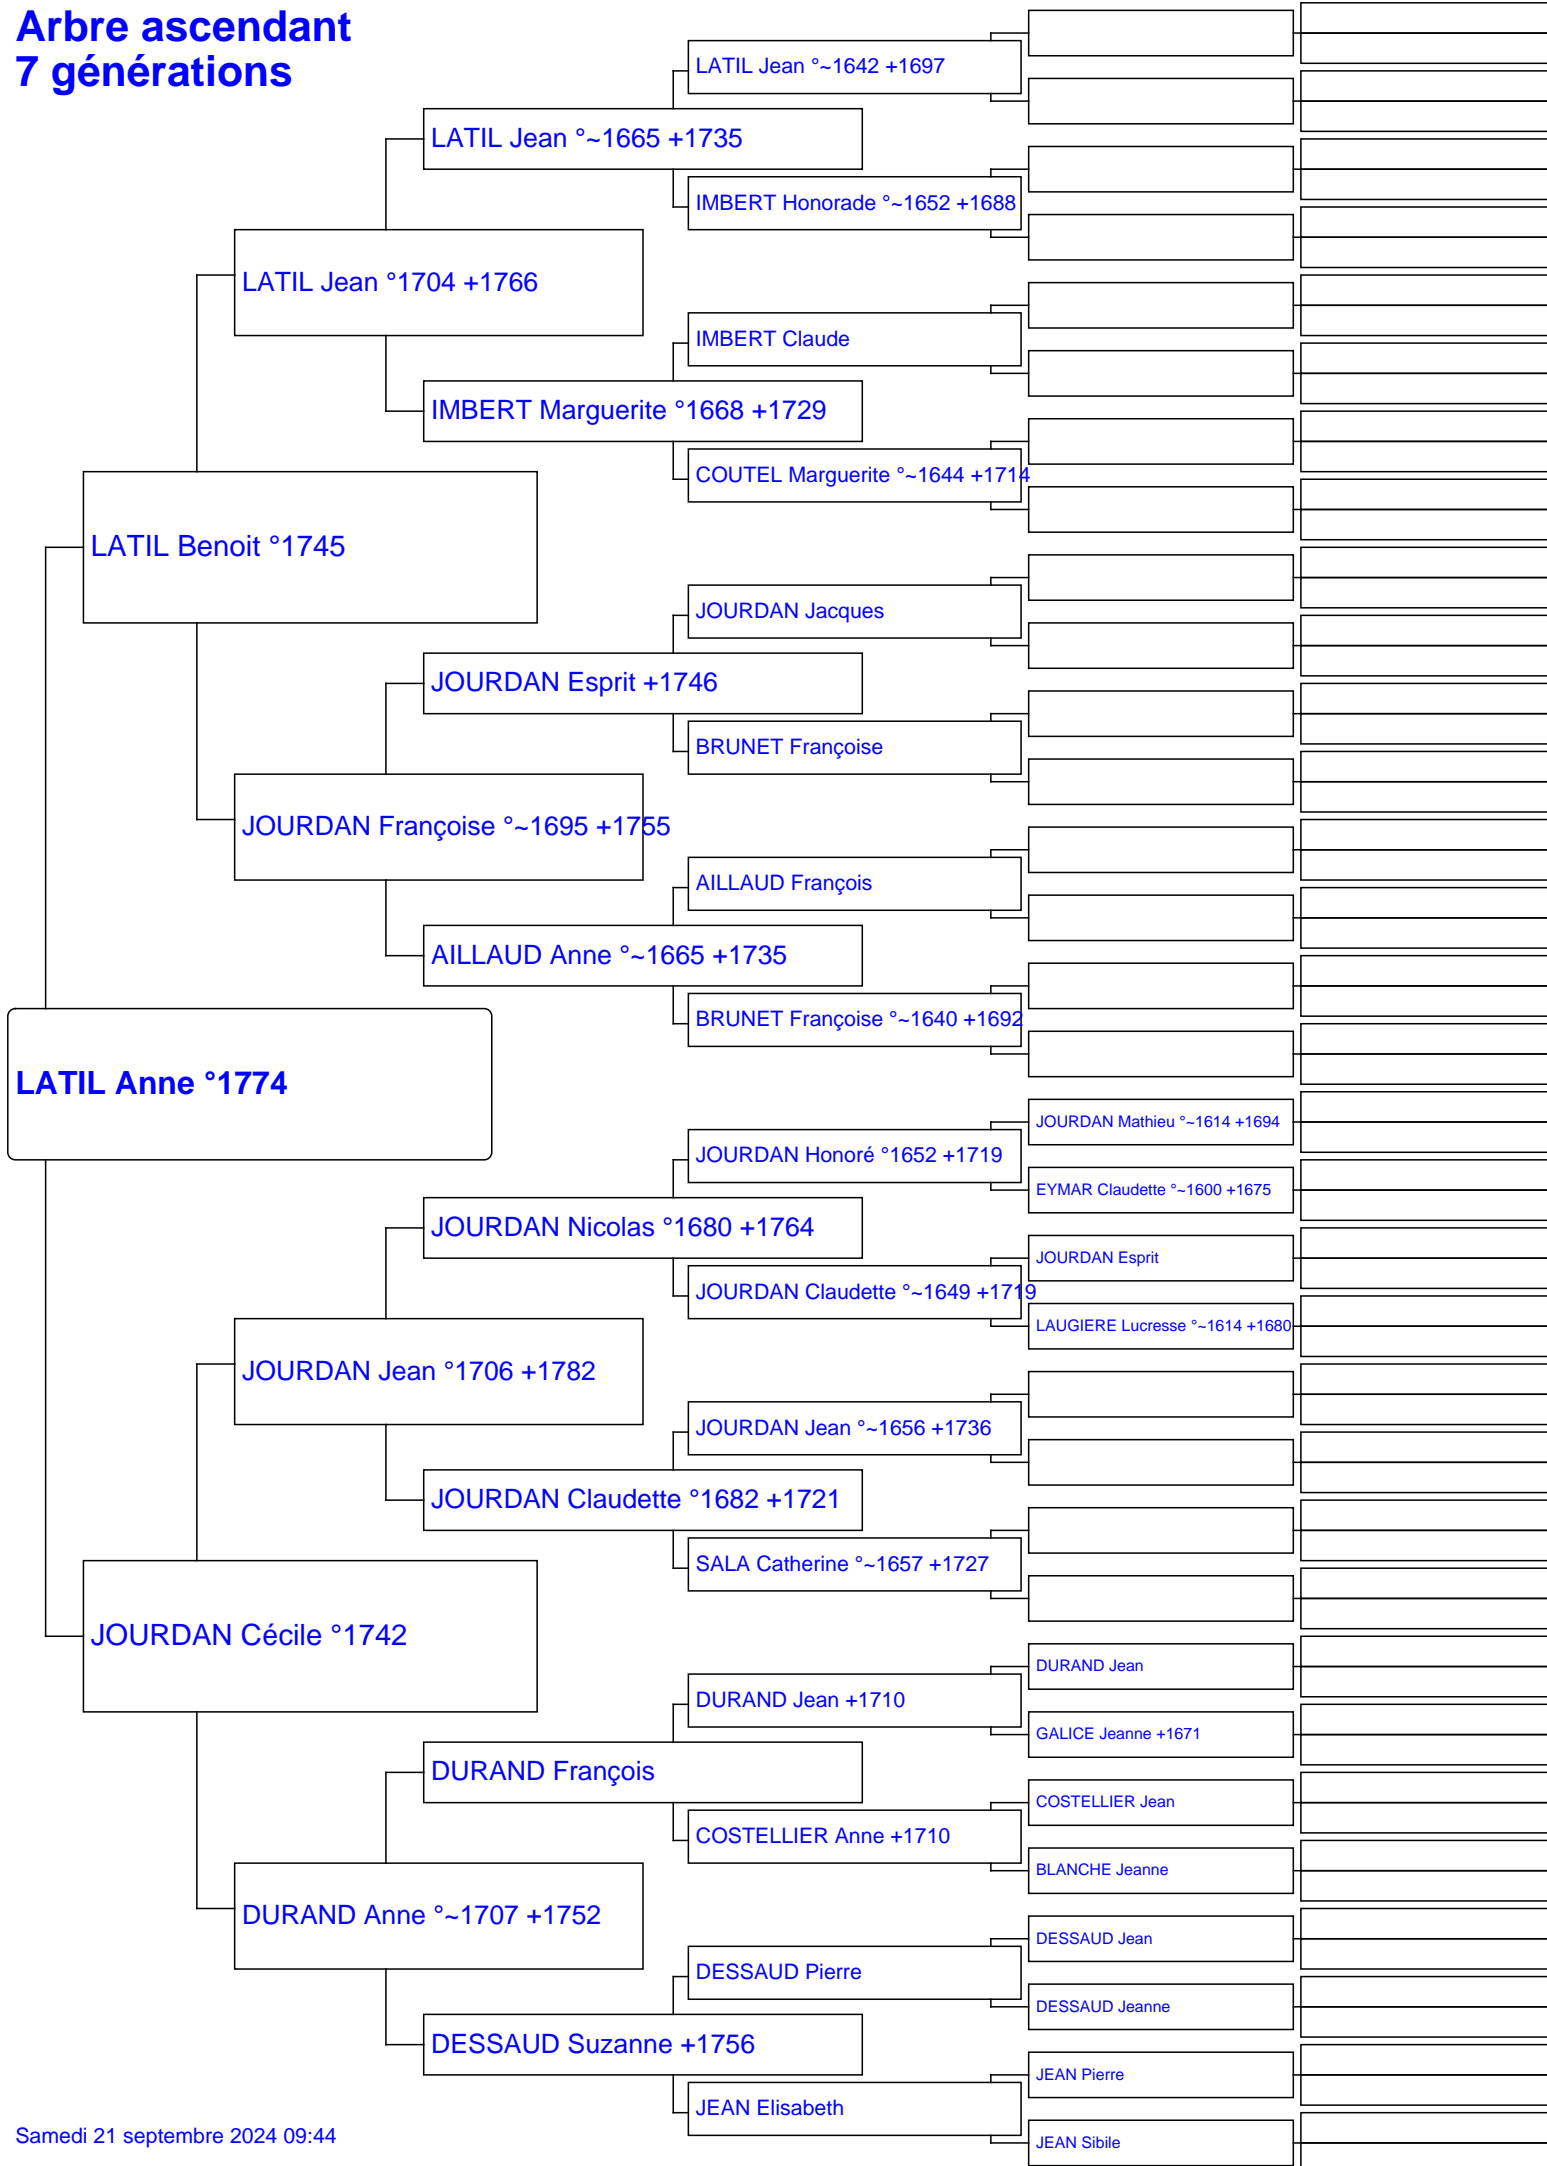 Arbre ascendant
7 générations
LATIL Jean °~1642 +1697
LATIL Jean °~1665 +1735
IMBERT Honorade °~1652 +1688
LATIL Jean °1704 +1766
IMBERT Claude
IMBERT Marguerite °1668 +1729
COUTEL Marguerite °~1644 +1714
LATIL Benoit °1745
JOURDAN Jacques
JOURDAN Esprit +1746
BRUNET Françoise
JOURDAN Françoise °~1695 +1755
AILLAUD François
AILLAUD Anne °~1665 +1735
BRUNET Françoise °~1640 +1692
LATIL Anne °1774
JOURDAN Mathieu °~1614 +1694
JOURDAN Honoré °1652 +1719
EYMAR Claudette °~1600 +1675
JOURDAN Nicolas °1680 +1764
JOURDAN Esprit
JOURDAN Claudette °~1649 +1719
LAUGIERE Lucresse °~1614 +1680
JOURDAN Jean °1706 +1782
JOURDAN Jean °~1656 +1736
JOURDAN Claudette °1682 +1721
SALA Catherine °~1657 +1727
JOURDAN Cécile °1742
DURAND Jean
DURAND Jean +1710
GALICE Jeanne +1671
DURAND François
COSTELLIER Jean
COSTELLIER Anne +1710
BLANCHE Jeanne
DURAND Anne °~1707 +1752
DESSAUD Jean
DESSAUD Pierre
DESSAUD Jeanne
DESSAUD Suzanne +1756
JEAN Pierre
JEAN Elisabeth
JEAN Sibile
Samedi 21 septembre 2024 09:44